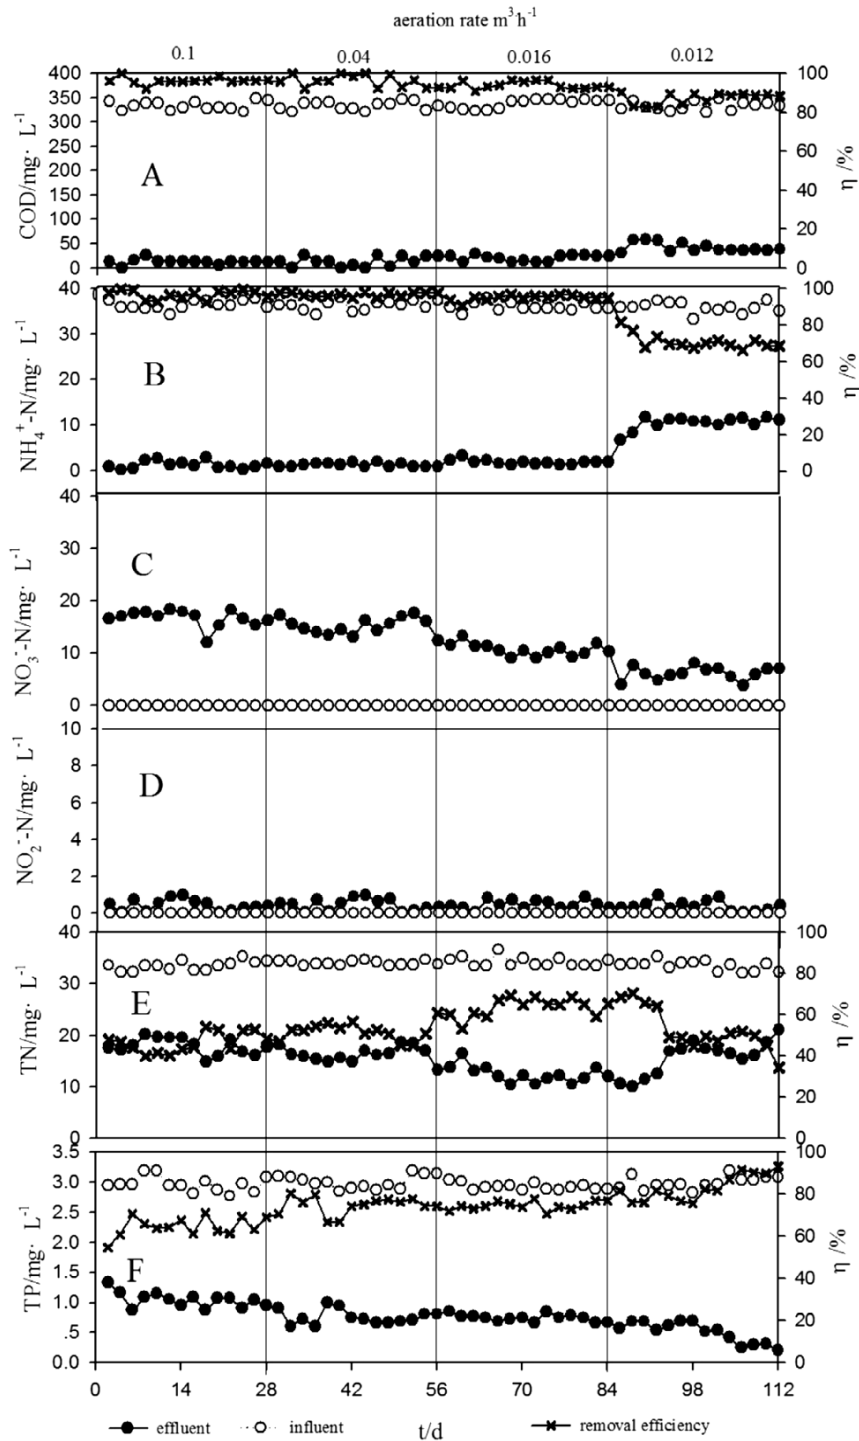 aeration rate m³·h⁻¹
0.1 0.04 0.016 0.012
400 350 300 250 200 150 100 50 0
COD/mg· L⁻¹
A
100 80 60 40 20 0
η /%
40 30 20 10 0
NH₄⁺-N/mg· L⁻¹
B
100 80 60 40 20 0
η /%
40 30 20 10 0
NO₃⁻-N/mg· L⁻¹
C
10 8 6 4 2 0
NO₂⁻-N/mg· L⁻¹
D
40 30 20 10 0
TN/mg· L⁻¹
E
100 80 60 40 20 0
η /%
3.5 3.0 2.5 2.0 1.5 1.0 .5 0.0
TP/mg· L⁻¹
F
100 80 60 40 20 0
η /%
0 14 28 42 56 70 84 98 112
effluent influent t/d removal efficiency